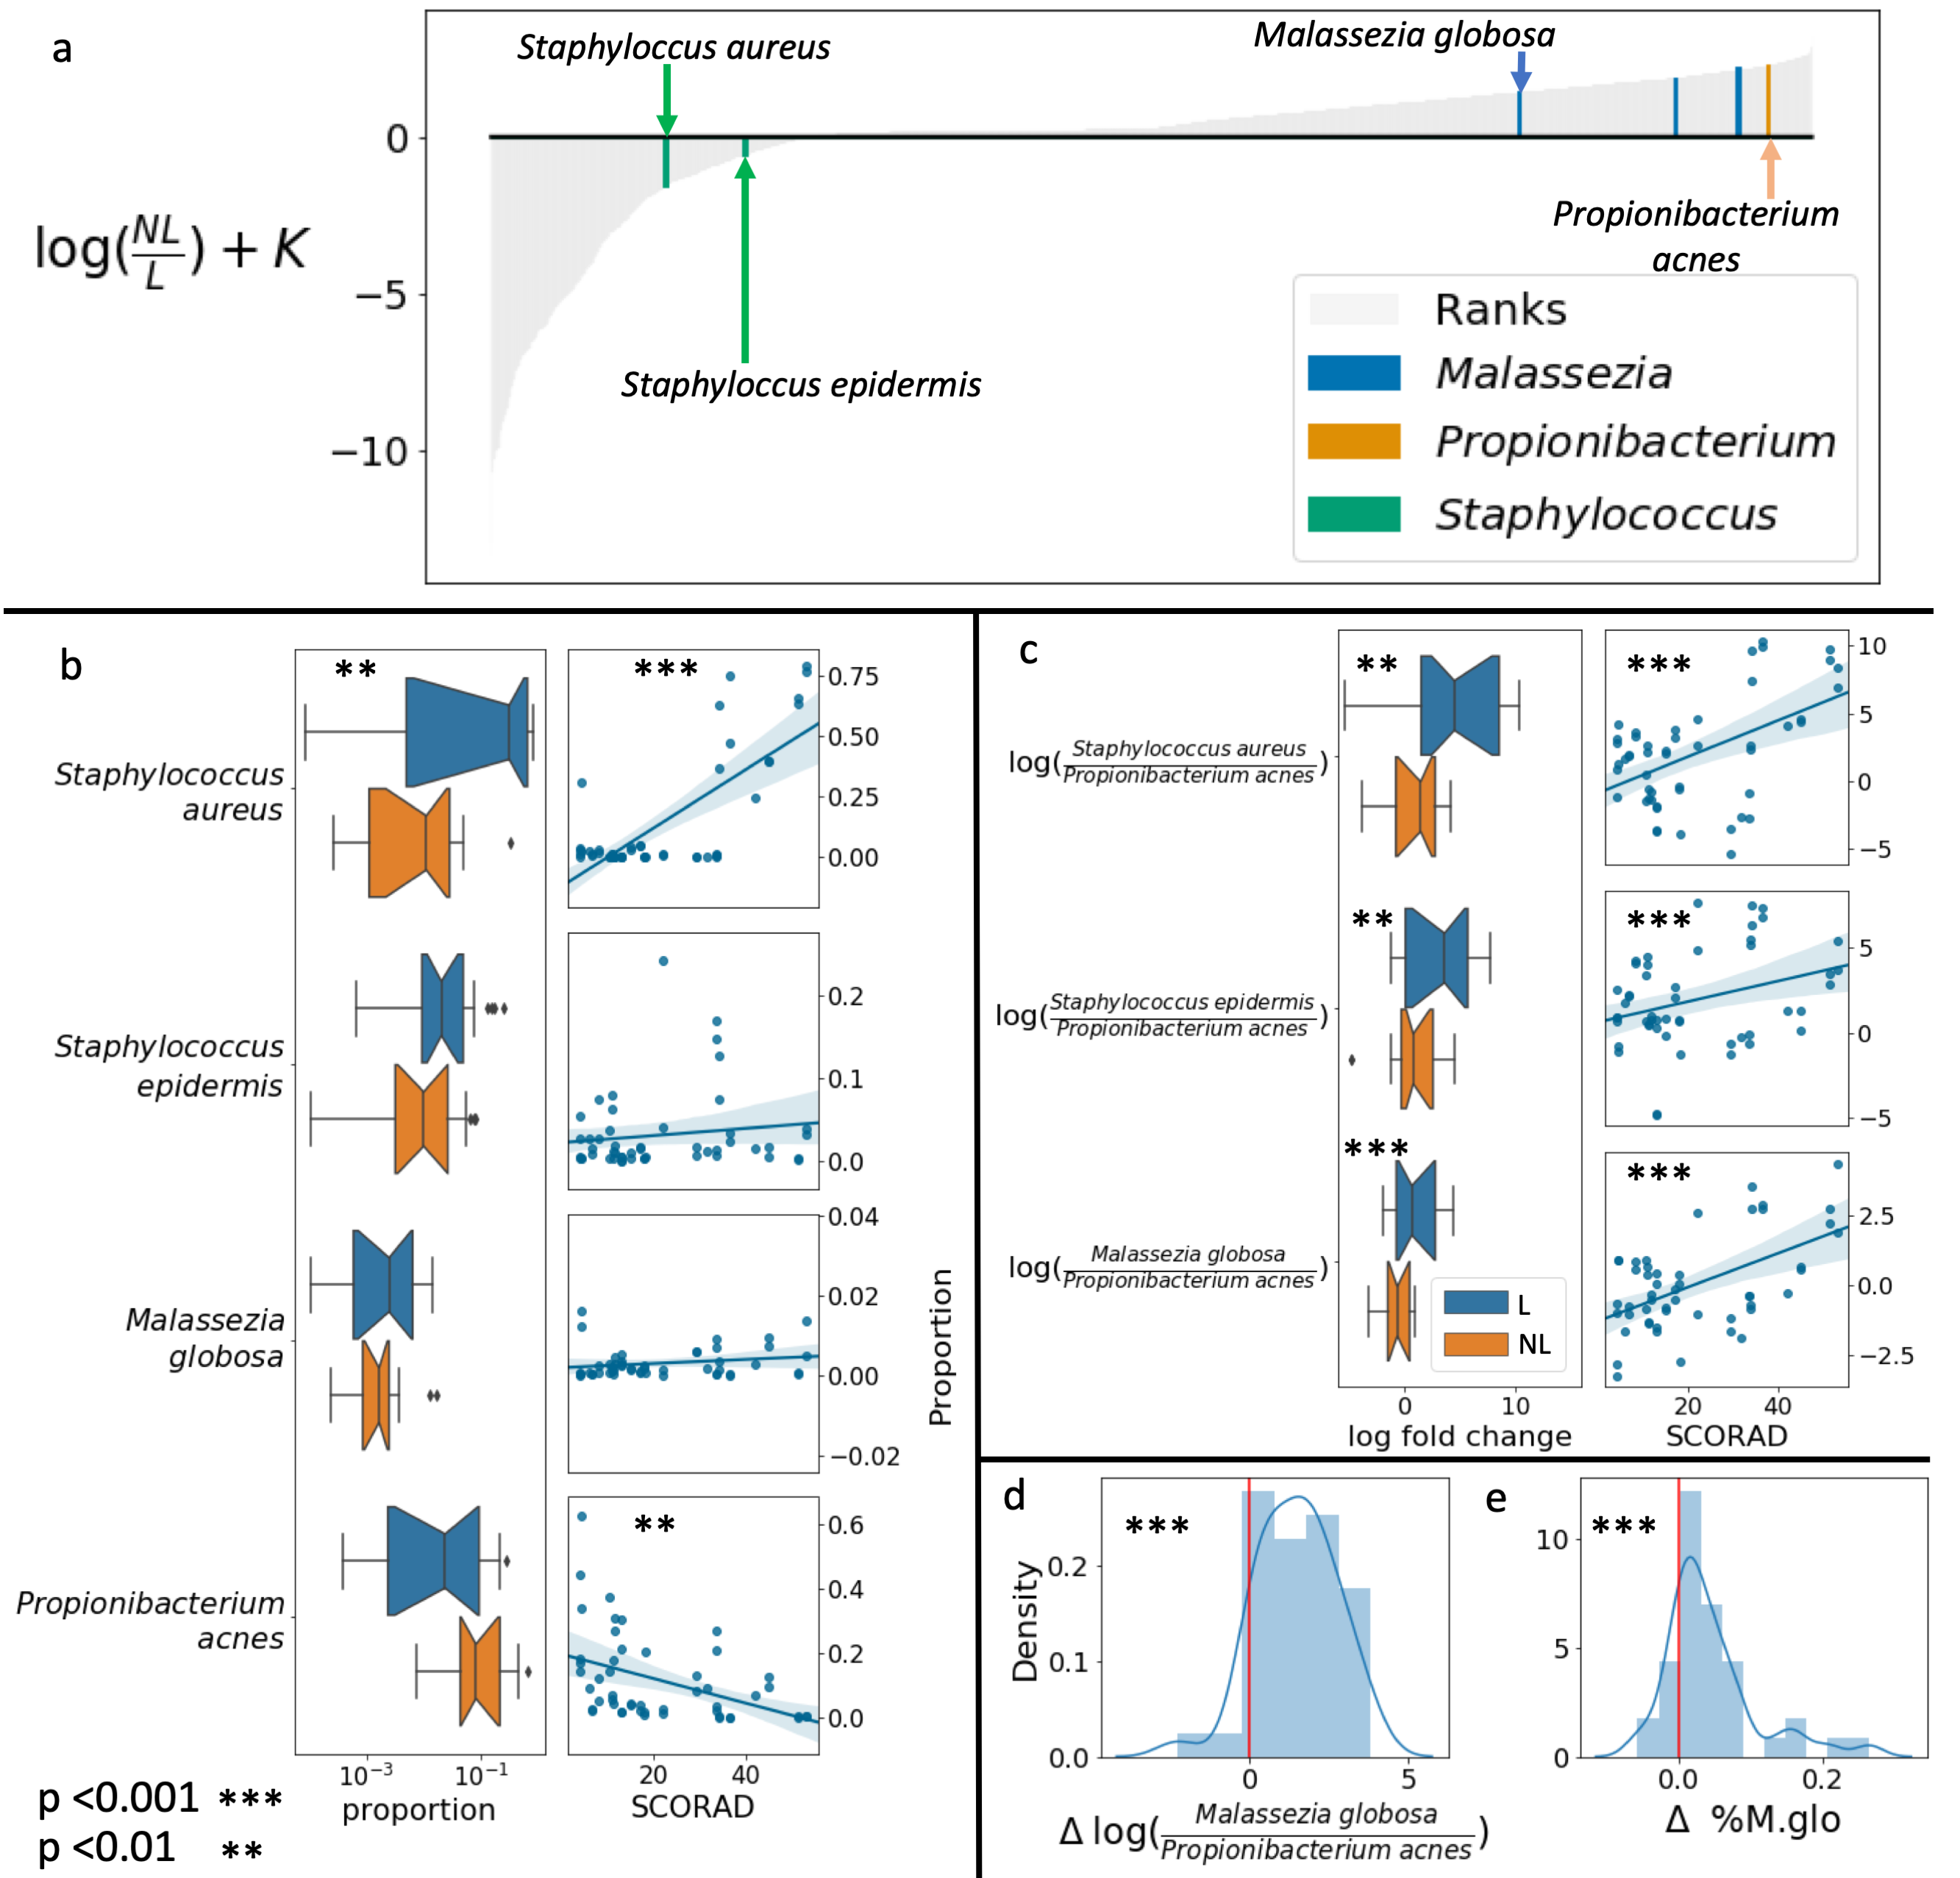 a
Staphyloccus aureus
Malassezia globosa
0
log(NL/L) + K
Propionibacterium
acnes
−5
Staphyloccus epidermis
−10
Ranks
Malassezia
Propionibacterium
Staphylococcus
b
**
***
Staphylococcus
aureus
0.75
0.50
0.25
0.00
Staphylococcus
epidermis
0.2
0.1
0.0
Malassezia
globosa
0.04
0.02
0.00
−0.02
Proportion
Propionibacterium
acnes
**
0.6
0.4
0.2
0.0
10⁻³ 10⁻¹
proportion
20 40
SCORAD
p <0.001 ***
p <0.01 **
c
**
***
log(Staphylococcus aureus/Propionibacterium acnes)
10
5
0
−5
**
***
log(Staphylococcus epidermis/Propionibacterium acnes)
5
0
−5
***
***
log(Malassezia globosa/Propionibacterium acnes)
L
NL
2.5
0.0
−2.5
0 10
log fold change
20 40
SCORAD
d
***
Density
0.2
0.1
0.0
0 5
Δ log(Malassezia globosa/Propionibacterium acnes)
e
***
10
5
0
0.0 0.2
Δ %M.glo